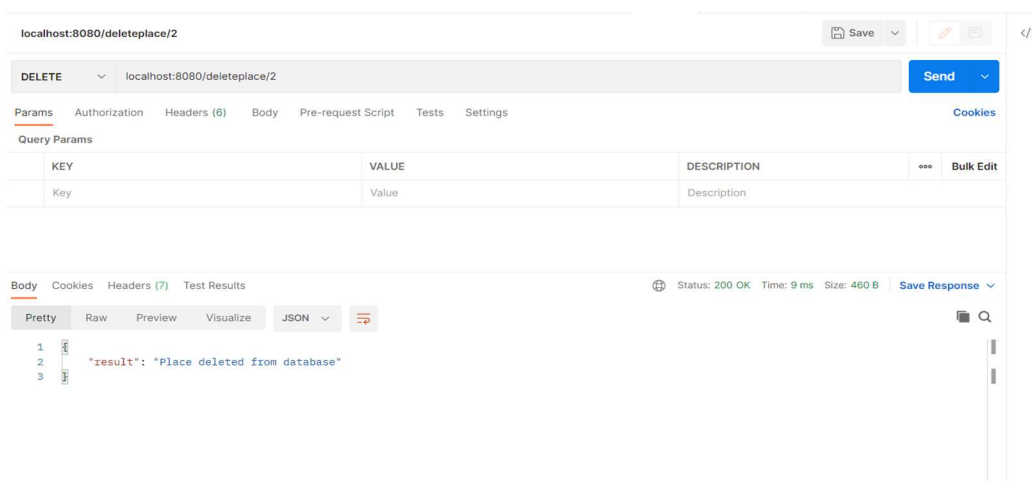 localhost:8080/deleteplace/2
Save
</>
DELETE localhost:8080/deleteplace/2 Send
Params Authorization Headers (6) Body Pre-request Script Tests Settings Cookies
Query Params
KEY VALUE DESCRIPTION ooo Bulk Edit
Key Value Description
Body Cookies Headers (7) Test Results Status: 200 OK Time: 9 ms Size: 460 B Save Response
Pretty Raw Preview Visualize JSON
1 {
2 "result": "Place deleted from database"
3 }